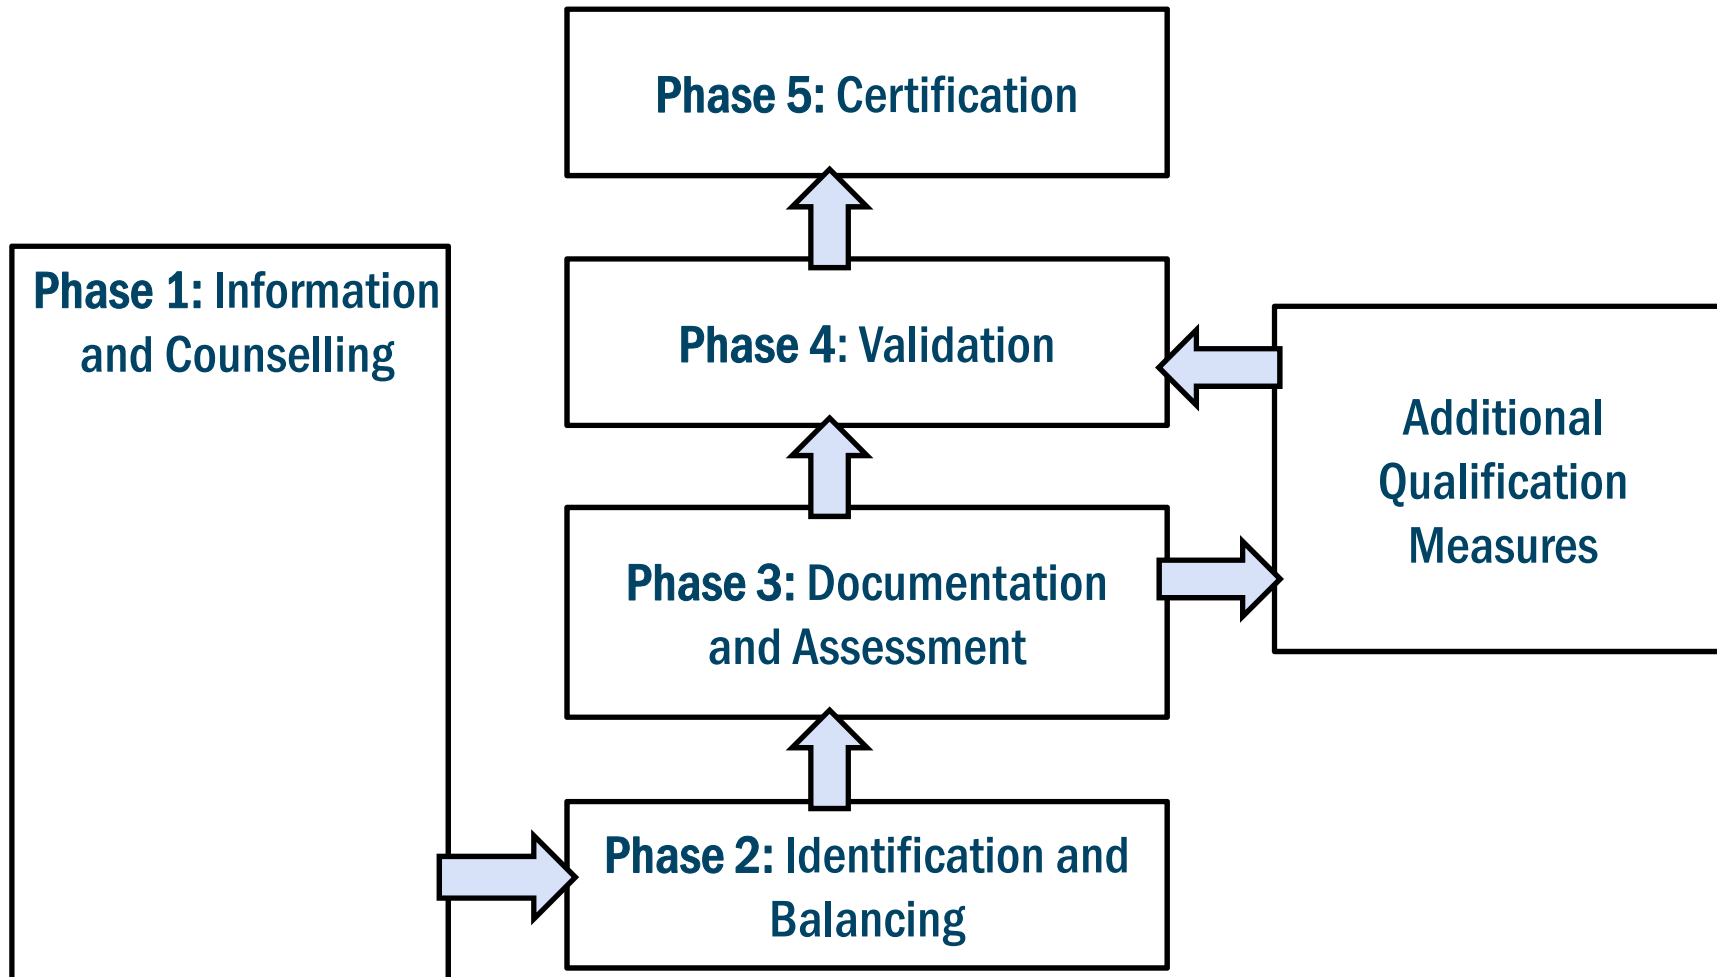 Phase 5: Certification
Phase 1: Information
and Counselling
Phase 4: Validation
Additional
Qualification
Measures
Phase 3: Documentation
and Assessment
Phase 2: Identification and
Balancing